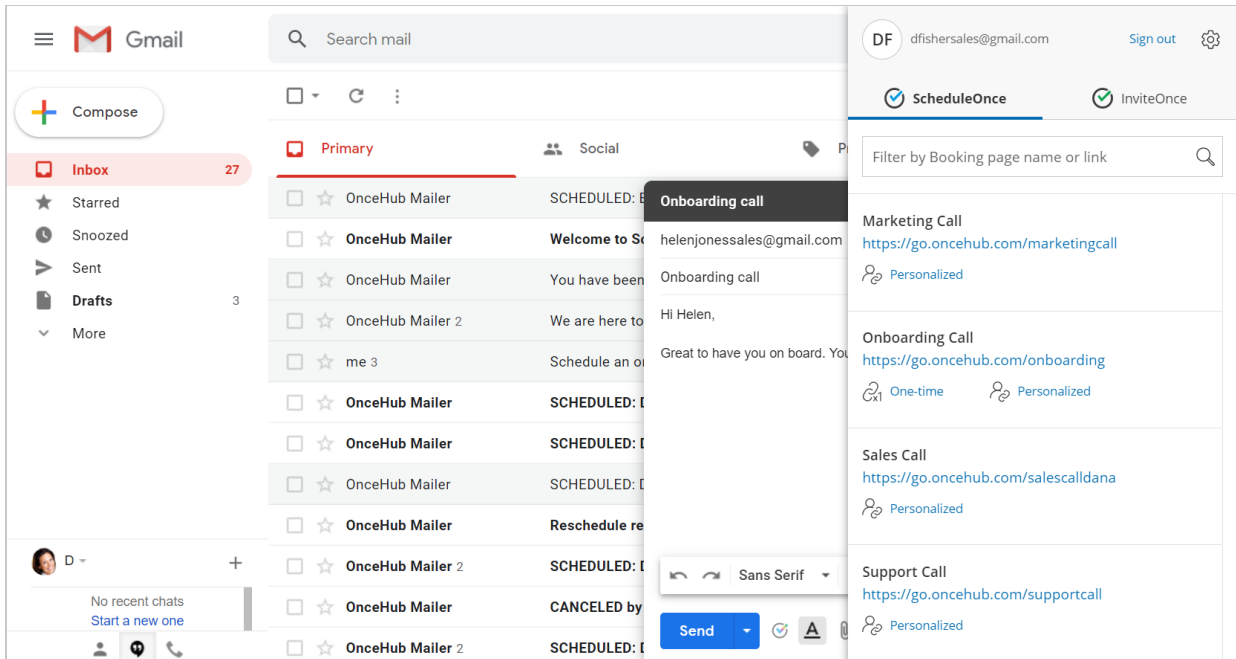 Gmail
Search mail
Compose
Inbox 27
Starred
Snoozed
Sent
Drafts 3
More
D
No recent chats
Start a new one
Primary
Social
OnceHub Mailer SCHEDULED:
OnceHub Mailer Welcome to
OnceHub Mailer You have been
OnceHub Mailer 2 We are here to
me 3 Schedule an
OnceHub Mailer SCHEDULED:
OnceHub Mailer SCHEDULED:
OnceHub Mailer SCHEDULED:
OnceHub Mailer Reschedule
OnceHub Mailer 2 SCHEDULED:
OnceHub Mailer CANCELED by
OnceHub Mailer 2 SCHEDULED:
Onboarding call
helenjonessales@gmail.com
Onboarding call
Hi Helen,
Great to have you on board.
Sans Serif
Send
A
DF dfishersales@gmail.com Sign out
ScheduleOnce InviteOnce
Filter by Booking page name or link
Marketing Call
https://go.oncehub.com/marketingcall
Personalized
Onboarding Call
https://go.oncehub.com/onboarding
x1 One-time Personalized
Sales Call
https://go.oncehub.com/salescalldana
Personalized
Support Call
https://go.oncehub.com/supportcall
Personalized